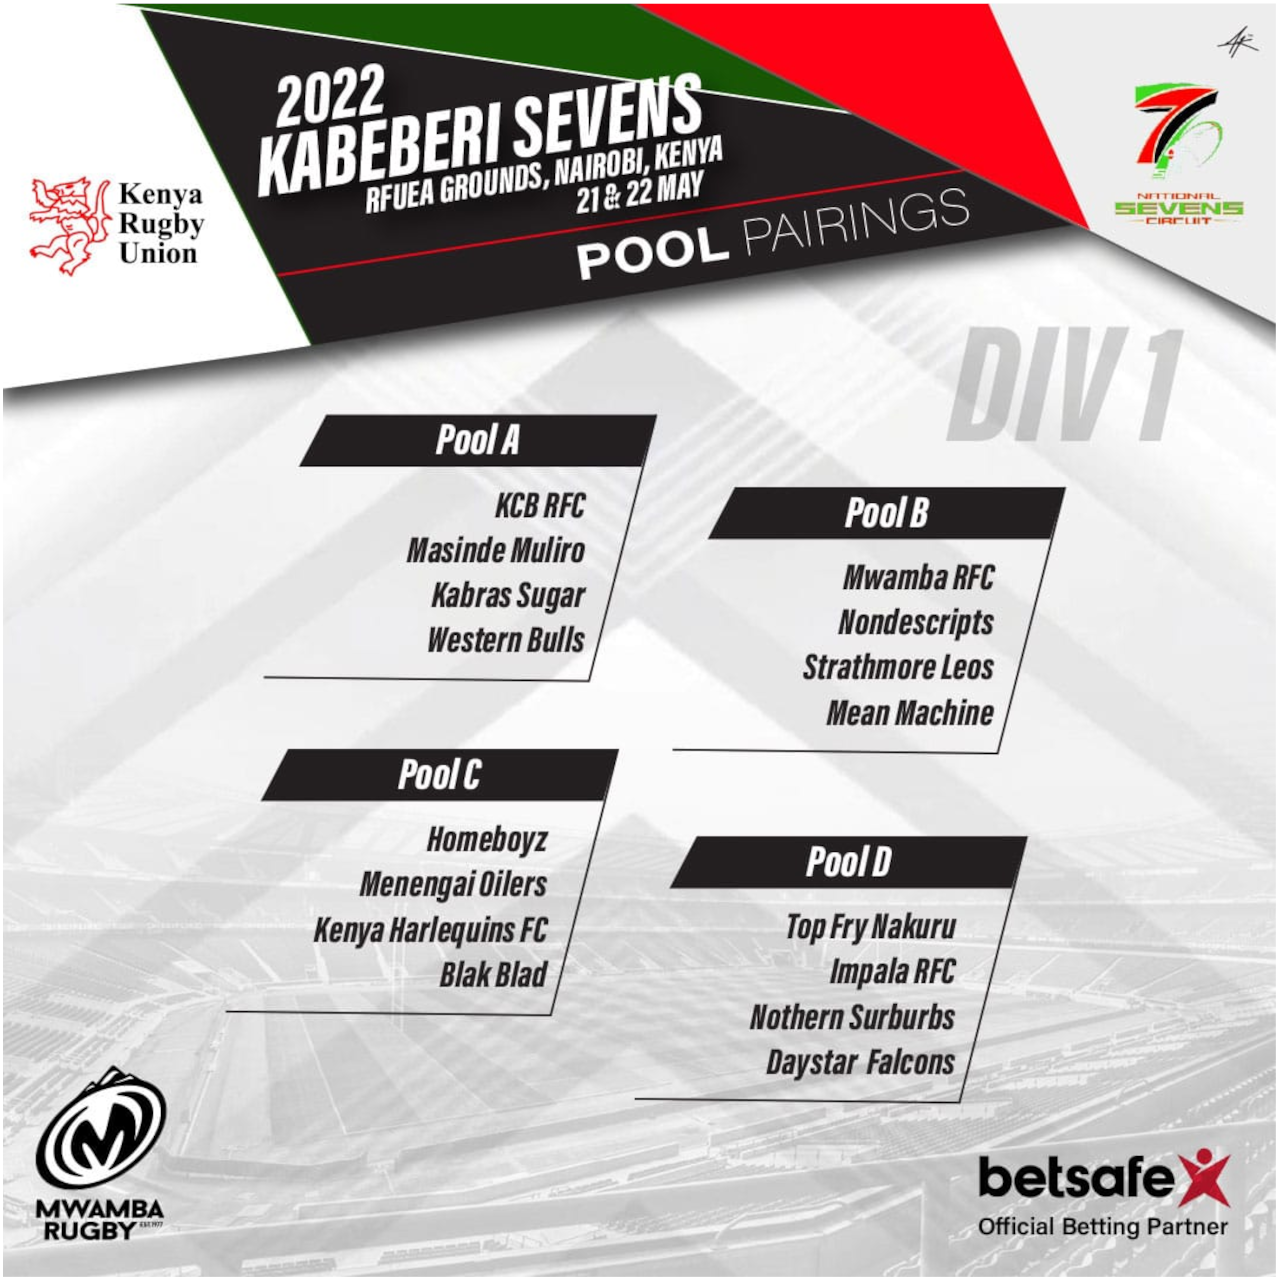 2022
KABEBERI SEVENS
RFUEA GROUNDS, NAIROBI, KENYA
21 & 22 MAY
POOL PAIRINGS
Kenya
Rugby
Union
7
NATIONAL
SEVENS
CIRCUIT
DIV 1
Pool A
KCB RFC
Masinde Muliro
Kabras Sugar
Western Bulls
Pool B
Mwamba RFC
Nondescripts
Strathmore Leos
Mean Machine
Pool C
Homeboyz
Menengai Oilers
Kenya Harlequins FC
Blak Blad
Pool D
Top Fry Nakuru
Impala RFC
Nothern Surburbs
Daystar Falcons
MWAMBA
RUGBY EST.1977
betsafe
Official Betting Partner